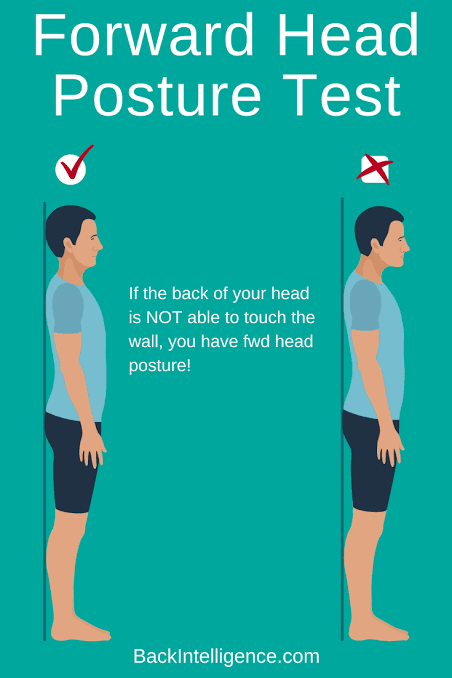 Forward Head
Posture Test
If the back of your head
is NOT able to touch the
wall, you have fwd head
posture!
BackIntelligence.com